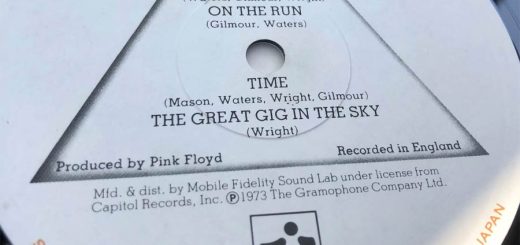 ON THE RUN
(Gilmour, Waters)
TIME
(Mason, Waters, Wright, Gilmour)
THE GREAT GIG IN THE SKY
(Wright)
Produced by Pink Floyd
Recorded in England
Mfd. & dist. by Mobile Fidelity Sound Lab under license from
Capitol Records, Inc. Ⓟ1973 The Gramophone Company Ltd.
JAPAN